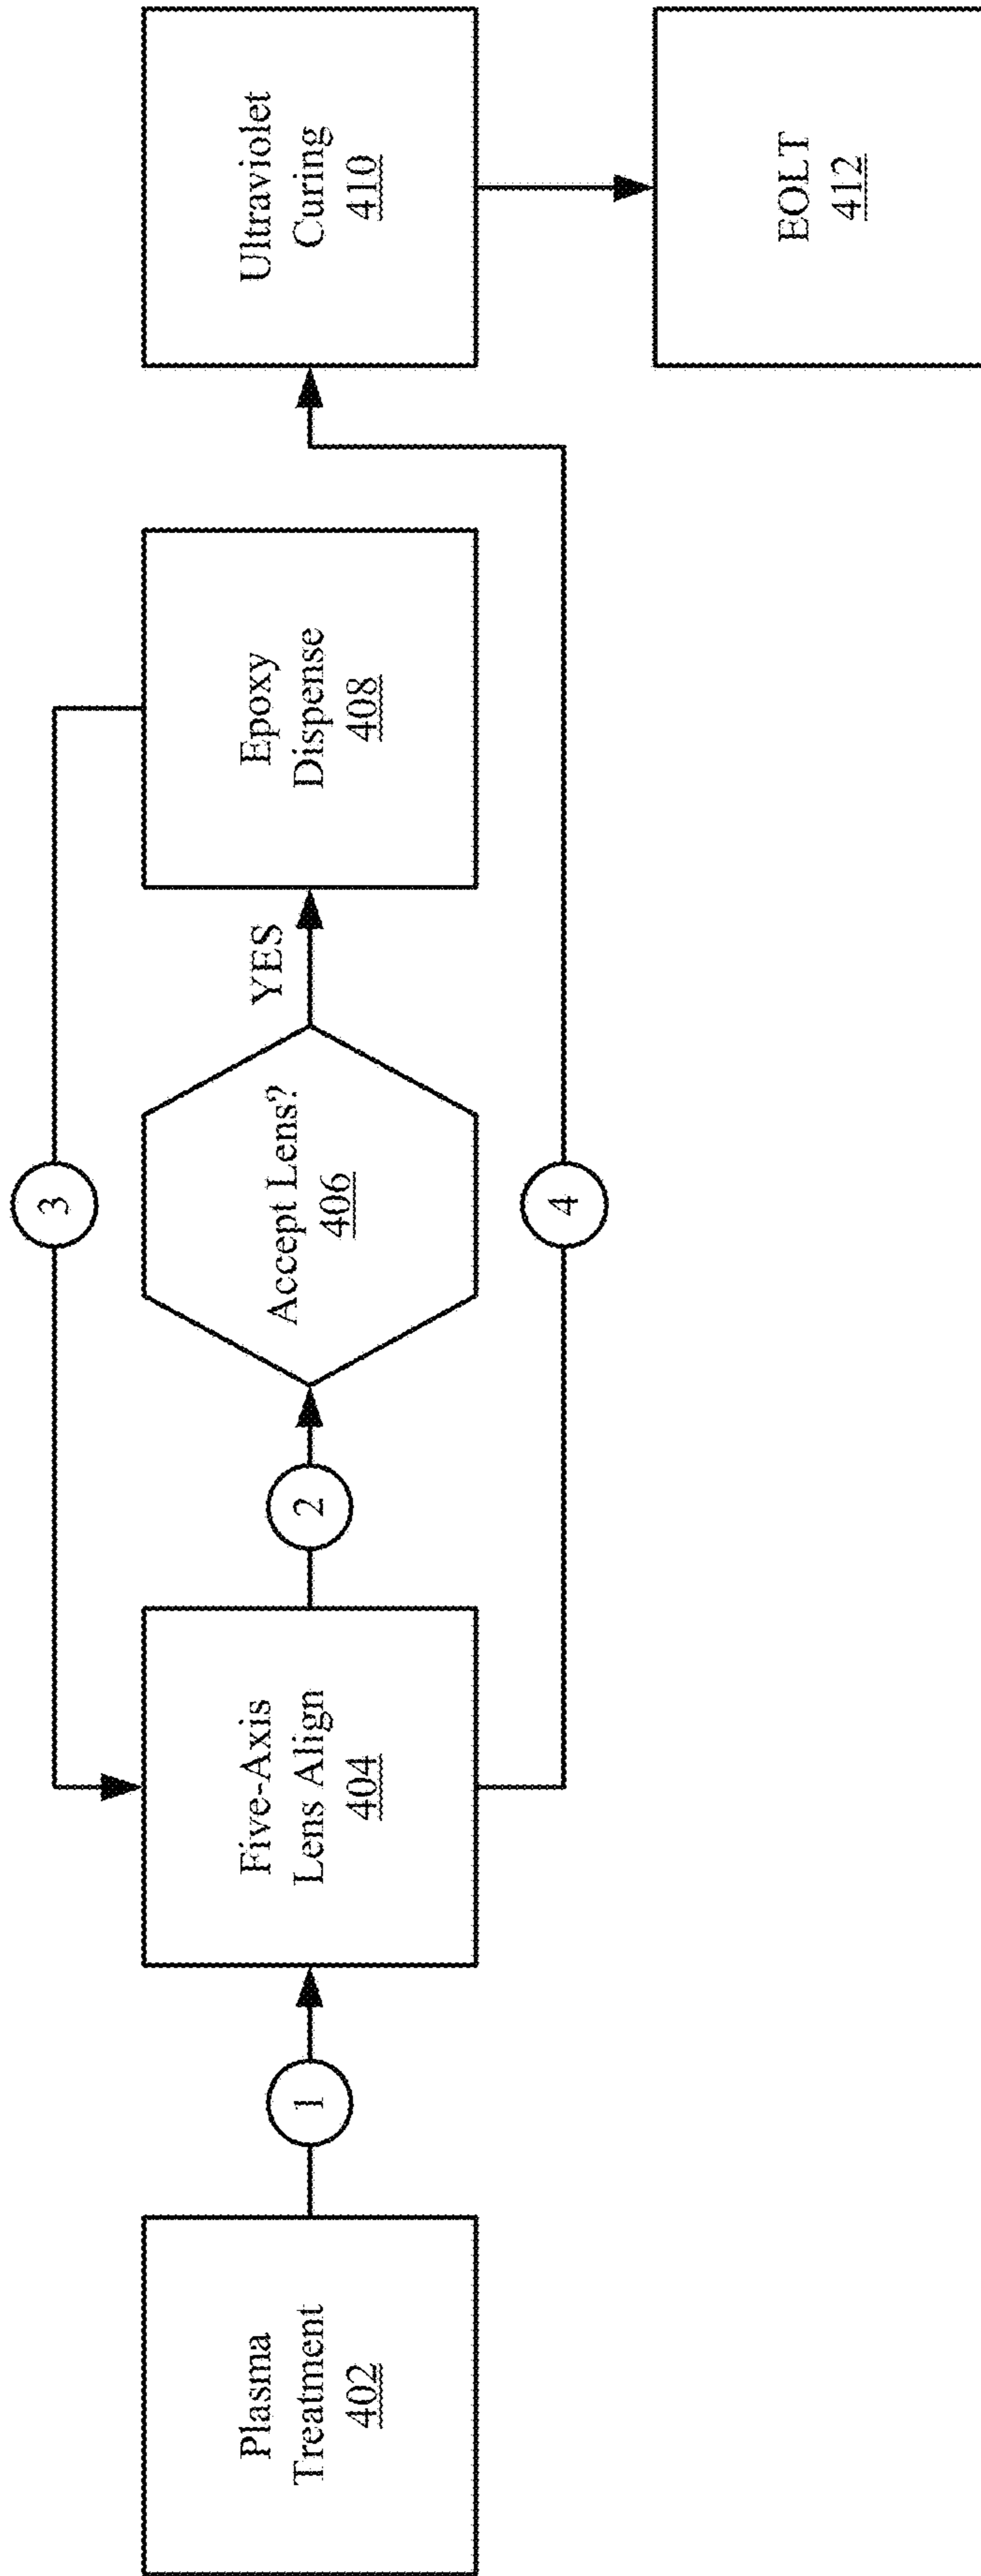 Plasma
Treatment
402
1
Five-Axis
Lens Align
404
2
Accept Lens?
406
YES
Epoxy
Dispense
408
3
4
Ultraviolet
Curing
410
EOLT
412